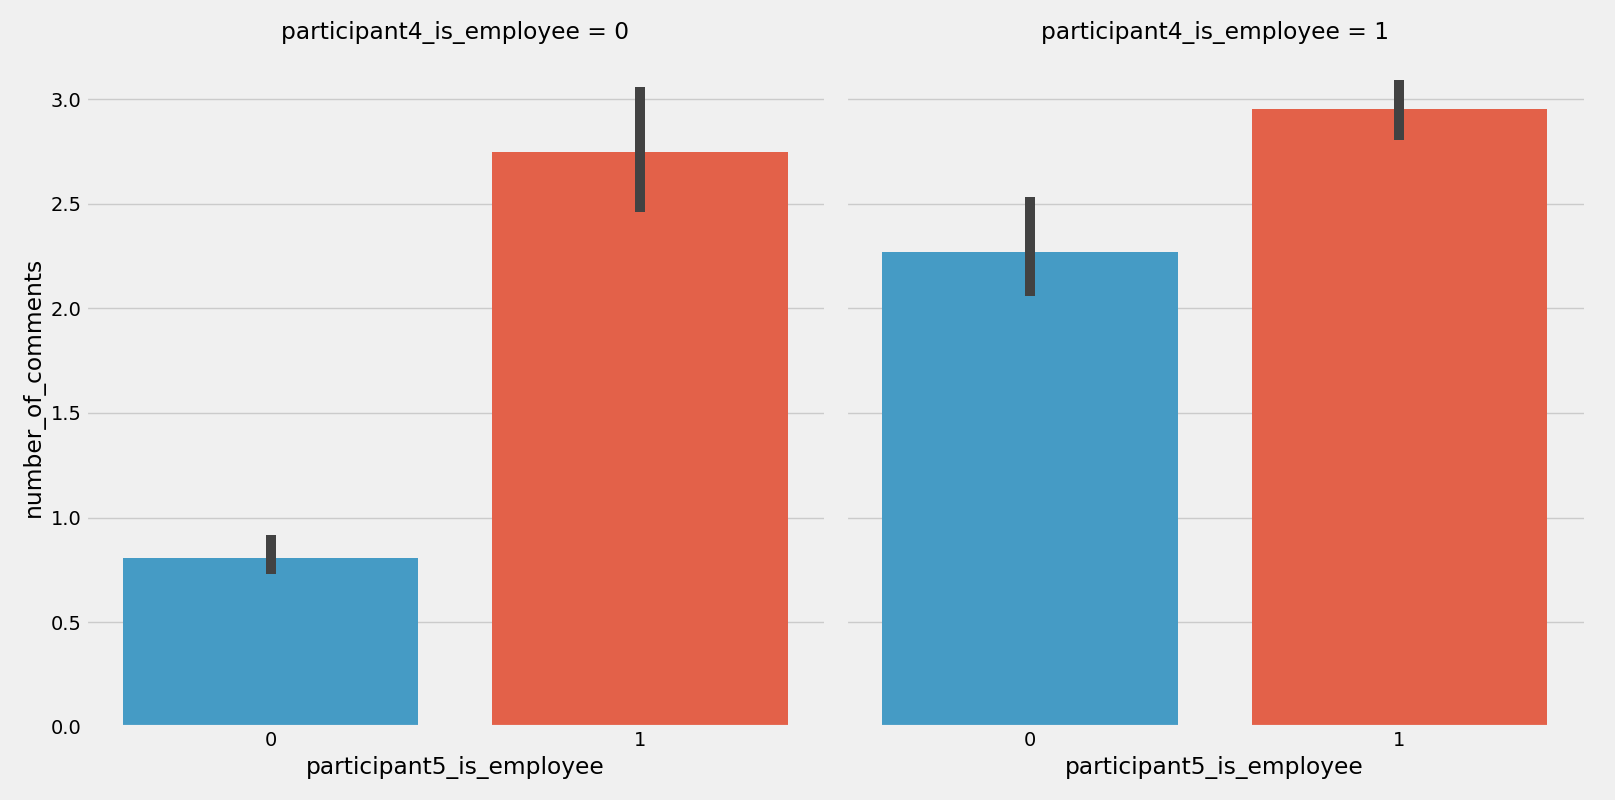 participant4_is_employee = 0
participant4_is_employee = 1
number_of_comments
3.0
2.5
2.0
1.5
1.0
0.5
0.0
0 1
0 1
participant5_is_employee
participant5_is_employee